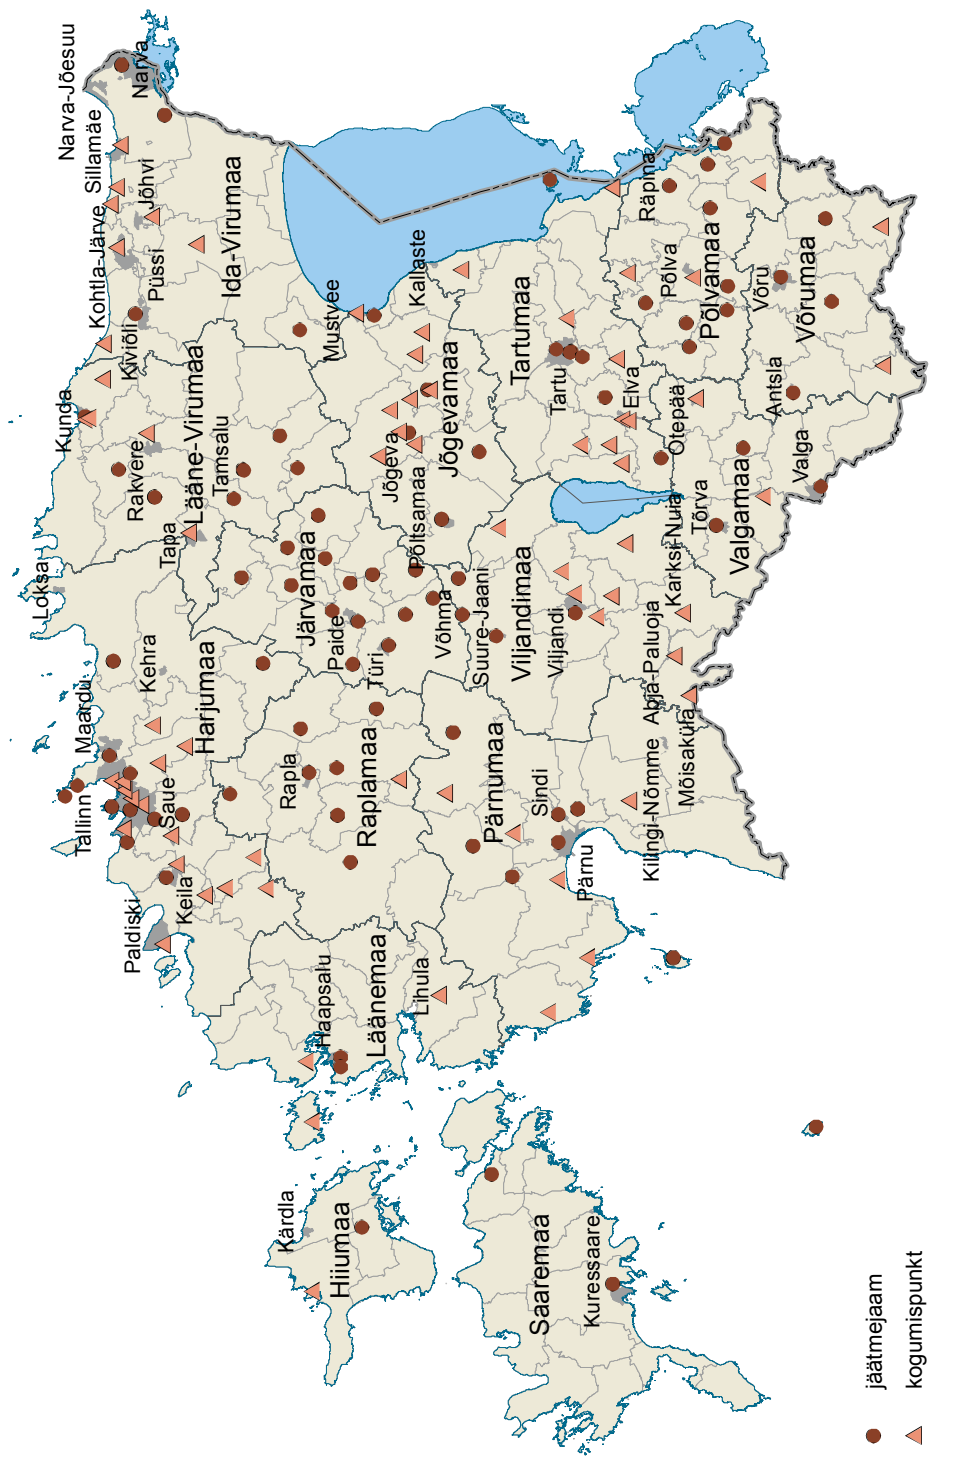 Narva-Jõesuu
Narva
Sillamäe
Jõhvi
Kohtla-Järve
Püssi
Ida-Virumaa
Kiviõli
Kunda
Rakvere
Lääne-Virumaa
Tamsalu
Tapa
Loksa
Kehra
Harjumaa
Maardu
Tallinn
Saue
Keila
Paldiski
Mustvee
Kallaste
Jõgeva
Jõgevamaa
Põltsamaa
Järvamaa
Paide
Türi
Rapla
Raplamaa
Haapsalu
Läänemaa
Lihula
Kärdla
Hiiumaa
Saaremaa
Kuressaare
Pärnumaa
Sindi
Pärnu
Kilingi-Nõmme
Mõisaküla
Abja-Paluoja
Karksi-Nuia
Võhma
Suure-Jaani
Viljandimaa
Viljandi
Tartumaa
Tartu
Elva
Räpina
Põlva
Põlvamaa
Otepää
Tõrva
Valgamaa
Valga
Antsla
Võru
Võrumaa
jäätmejaam
kogumispunkt